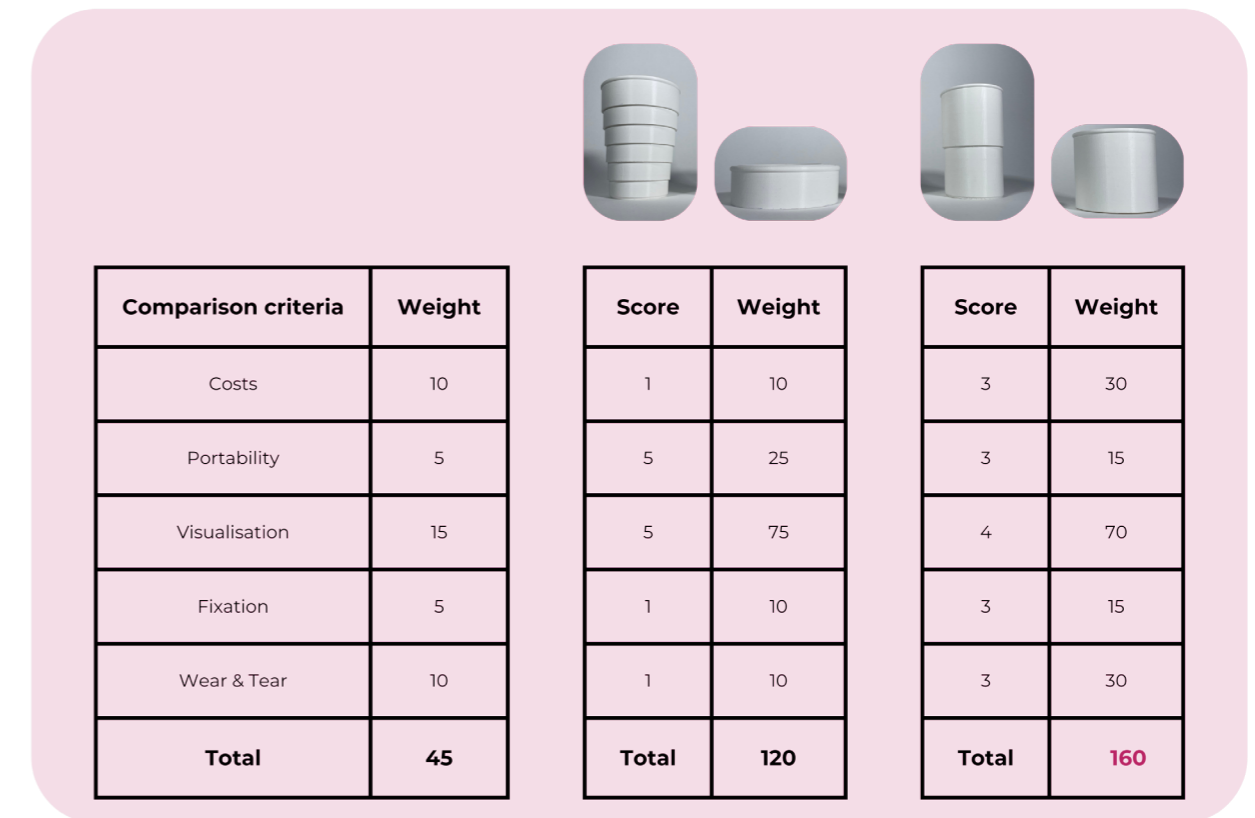 Comparison criteria Weight Score Weight Score Weight
Costs 10 1 10 3 30
Portability 5 5 25 3 15
Visualisation 15 5 75 4 70
Fixation 5 1 10 3 15
Wear & Tear 10 1 10 3 30
Total 45 Total 120 Total 160